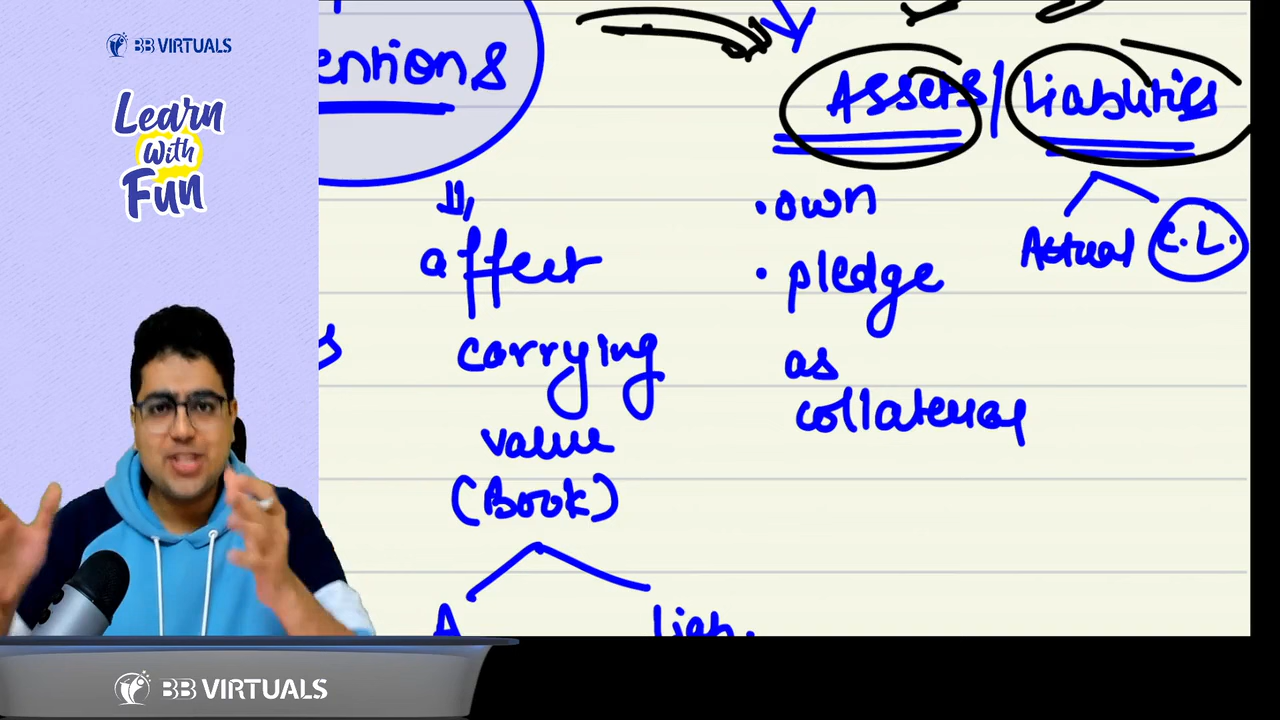 BB VIRTUALS
Learn
With
Fun
entions
Assets/Liabilities
affect
carrying
value
(Book)
A
Liab.
• own
• pledge
as
collateral
Actual C.L.
s
BB VIRTUALS